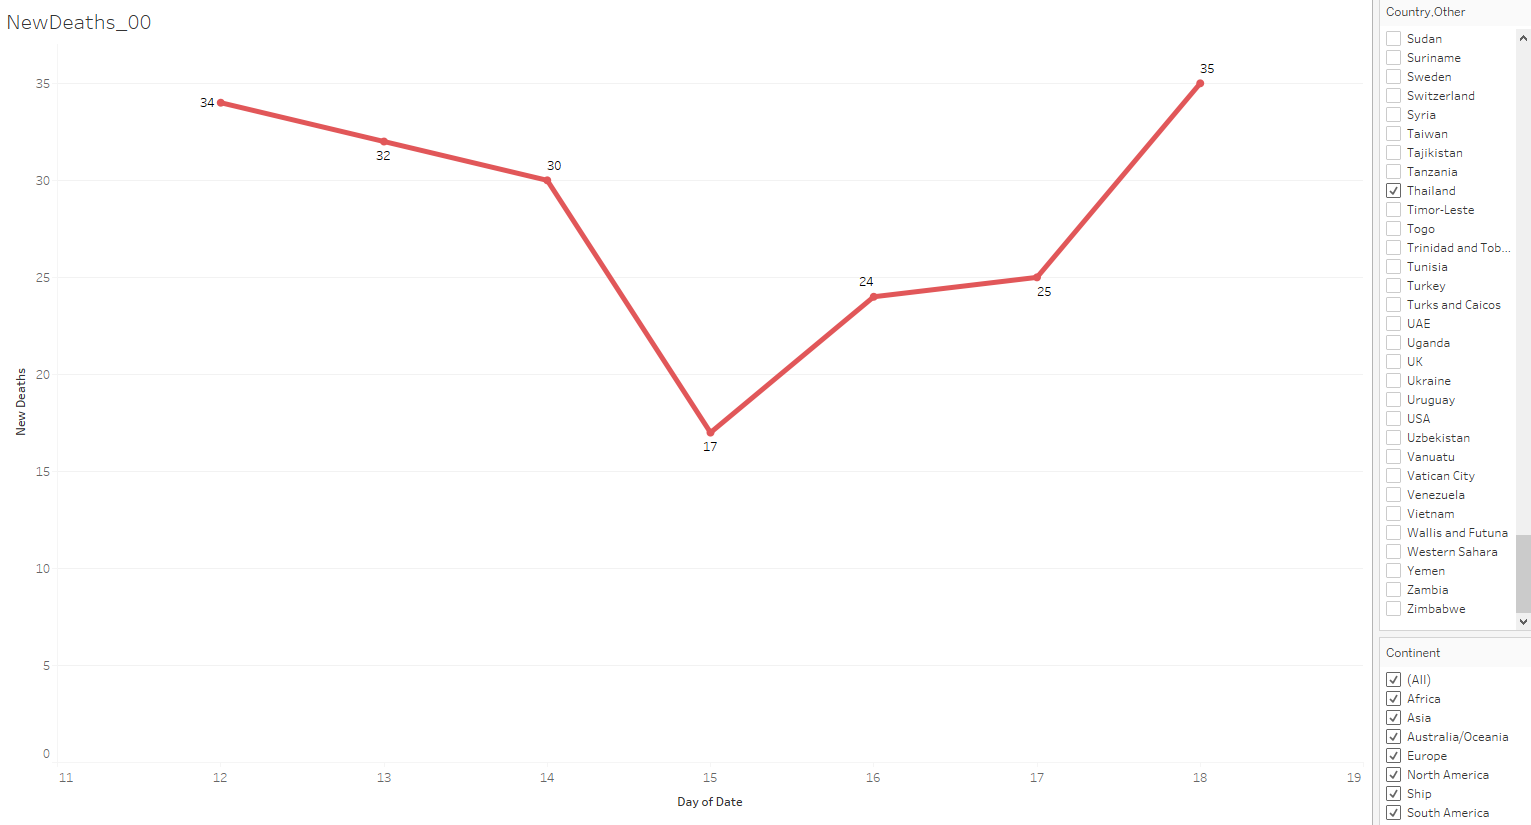 NewDeaths_00
35
30
25
20
15
10
5
0
New Deaths
34
32
30
17
24
25
35
11
12
13
14
15
16
17
18
19
Day of Date
Country,Other
Sudan
Suriname
Sweden
Switzerland
Syria
Taiwan
Tajikistan
Tanzania
Thailand
Timor-Leste
Togo
Trinidad and Tob...
Tunisia
Turkey
Turks and Caicos
UAE
Uganda
UK
Ukraine
Uruguay
USA
Uzbekistan
Vanuatu
Vatican City
Venezuela
Vietnam
Wallis and Futuna
Western Sahara
Yemen
Zambia
Zimbabwe
Continent
(All)
Africa
Asia
Australia/Oceania
Europe
North America
Ship
South America